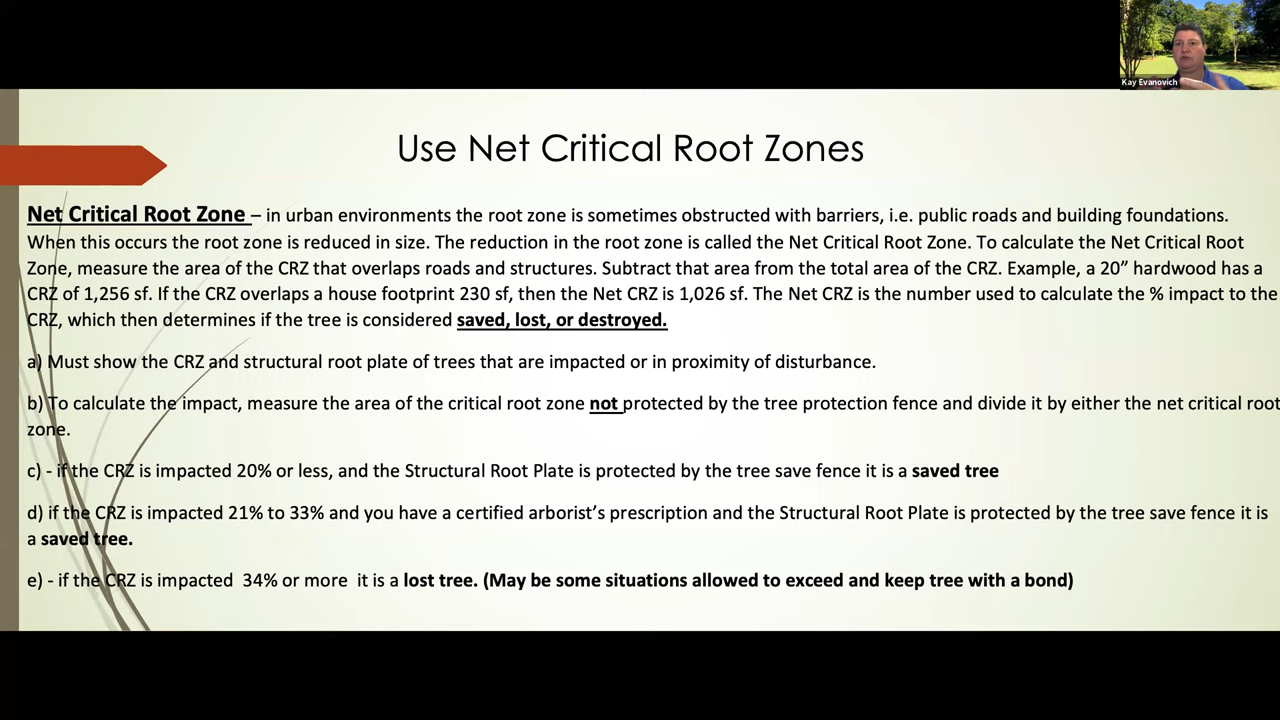 Kay Evanovich
Use Net Critical Root Zones
Net Critical Root Zone – in urban environments the root zone is sometimes obstructed with barriers, i.e. public roads and building foundations.
When this occurs the root zone is reduced in size. The reduction in the root zone is called the Net Critical Root Zone. To calculate the Net Critical Root
Zone, measure the area of the CRZ that overlaps roads and structures. Subtract that area from the total area of the CRZ. Example, a 20” hardwood has a
CRZ of 1,256 sf. If the CRZ overlaps a house footprint 230 sf, then the Net CRZ is 1,026 sf. The Net CRZ is the number used to calculate the % impact to the
CRZ, which then determines if the tree is considered saved, lost, or destroyed.
a) Must show the CRZ and structural root plate of trees that are impacted or in proximity of disturbance.
b) To calculate the impact, measure the area of the critical root zone not protected by the tree protection fence and divide it by either the net critical root
zone.
c) - if the CRZ is impacted 20% or less, and the Structural Root Plate is protected by the tree save fence it is a saved tree
d) if the CRZ is impacted 21% to 33% and you have a certified arborist’s prescription and the Structural Root Plate is protected by the tree save fence it is
a saved tree.
e) - if the CRZ is impacted 34% or more it is a lost tree. (May be some situations allowed to exceed and keep tree with a bond)